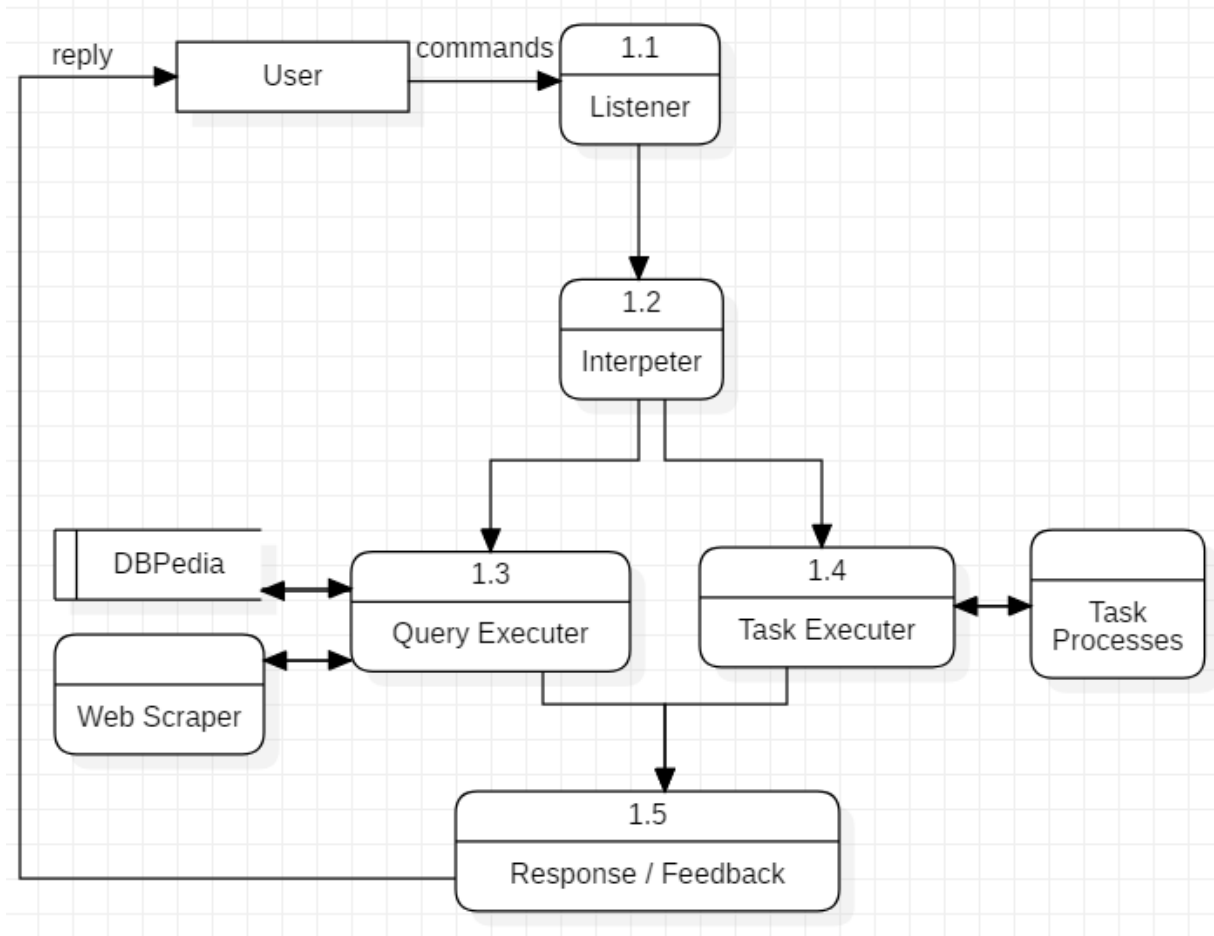 reply
User
commands
1.1
Listener
1.2
Interpeter
DBPedia
1.3
Query Executer
1.4
Task Executer
Task
Processes
Web Scraper
1.5
Response / Feedback